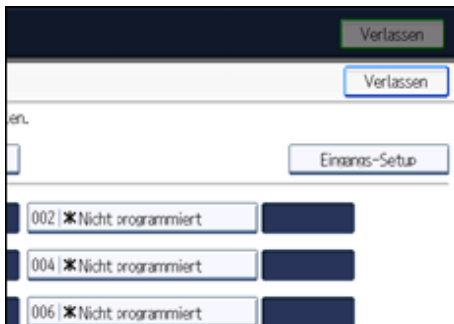 Verlassen
Verlassen
en.
Eingangs-Setup
002 ✱Nicht programmiert
004 ✱Nicht programmiert
006 ✱Nicht programmiert